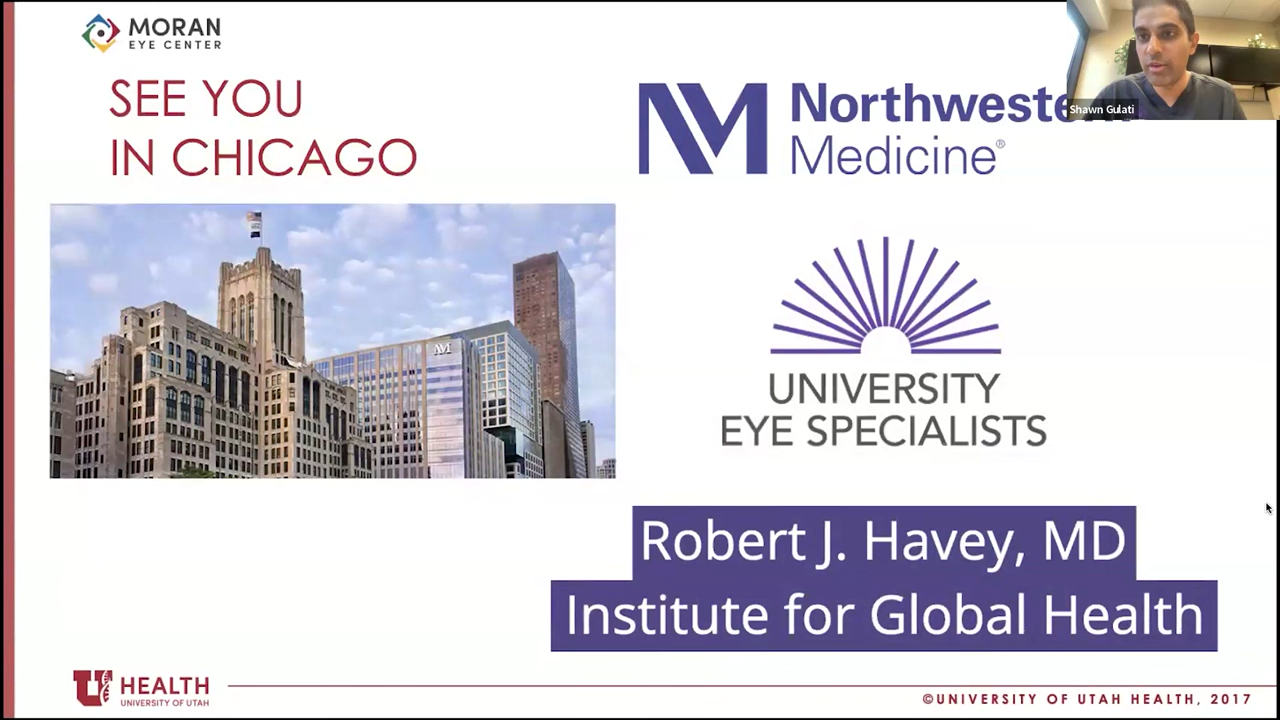 MORAN
EYE CENTER
SEE YOU
IN CHICAGO
Northweste
Medicine®
Shawn Gulati
NM
UNIVERSITY
EYE SPECIALISTS
Robert J. Havey, MD
Institute for Global Health
U HEALTH
UNIVERSITY OF UTAH
©UNIVERSITY OF UTAH HEALTH, 2017